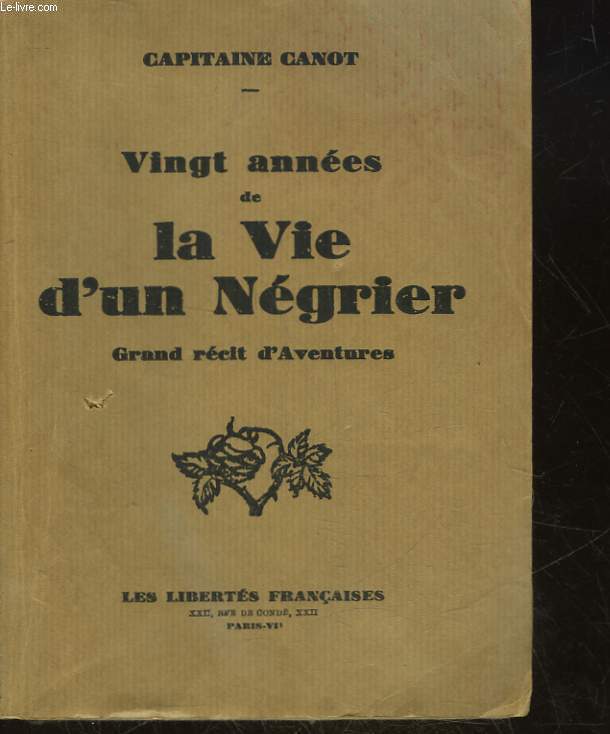 Le-livre.com
CAPITAINE CANOT
Vingt années
de
la Vie
d'un Négrier
Grand récit d'Aventures
LES LIBERTÉS FRANÇAISES
XXII, RUE DE CONDÉ, XXII
PARIS-VIᵉ